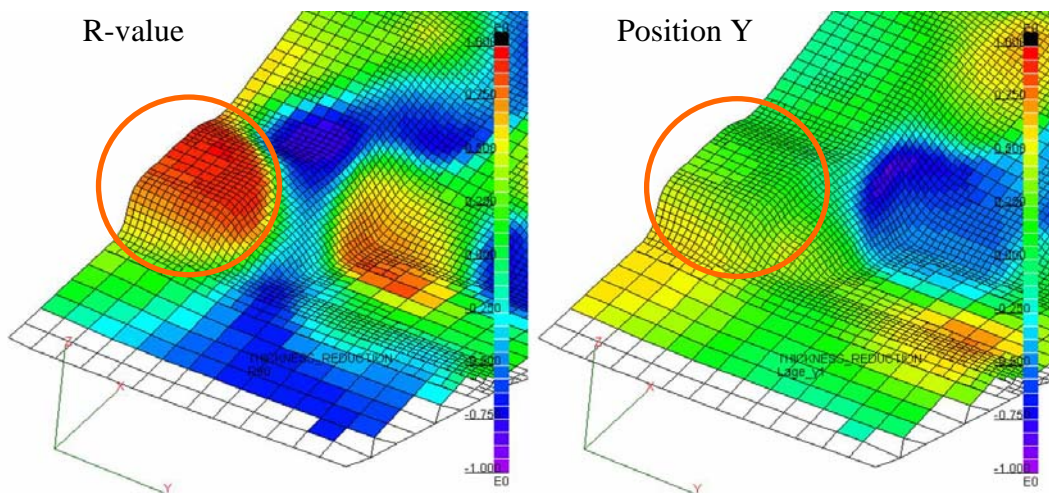 R-value
E0
1.000
0.750
0.500
0.250
0.000
-0.250
-0.500
-0.750
-1.000
E0
THICKNESS_REDUCTION
Z
X
Y
Position Y
E0
1.000
0.750
0.500
0.250
0.000
-0.250
-0.500
-0.750
-1.000
E0
THICKNESS_REDUCTION
Lage_y1
Z
X
Y